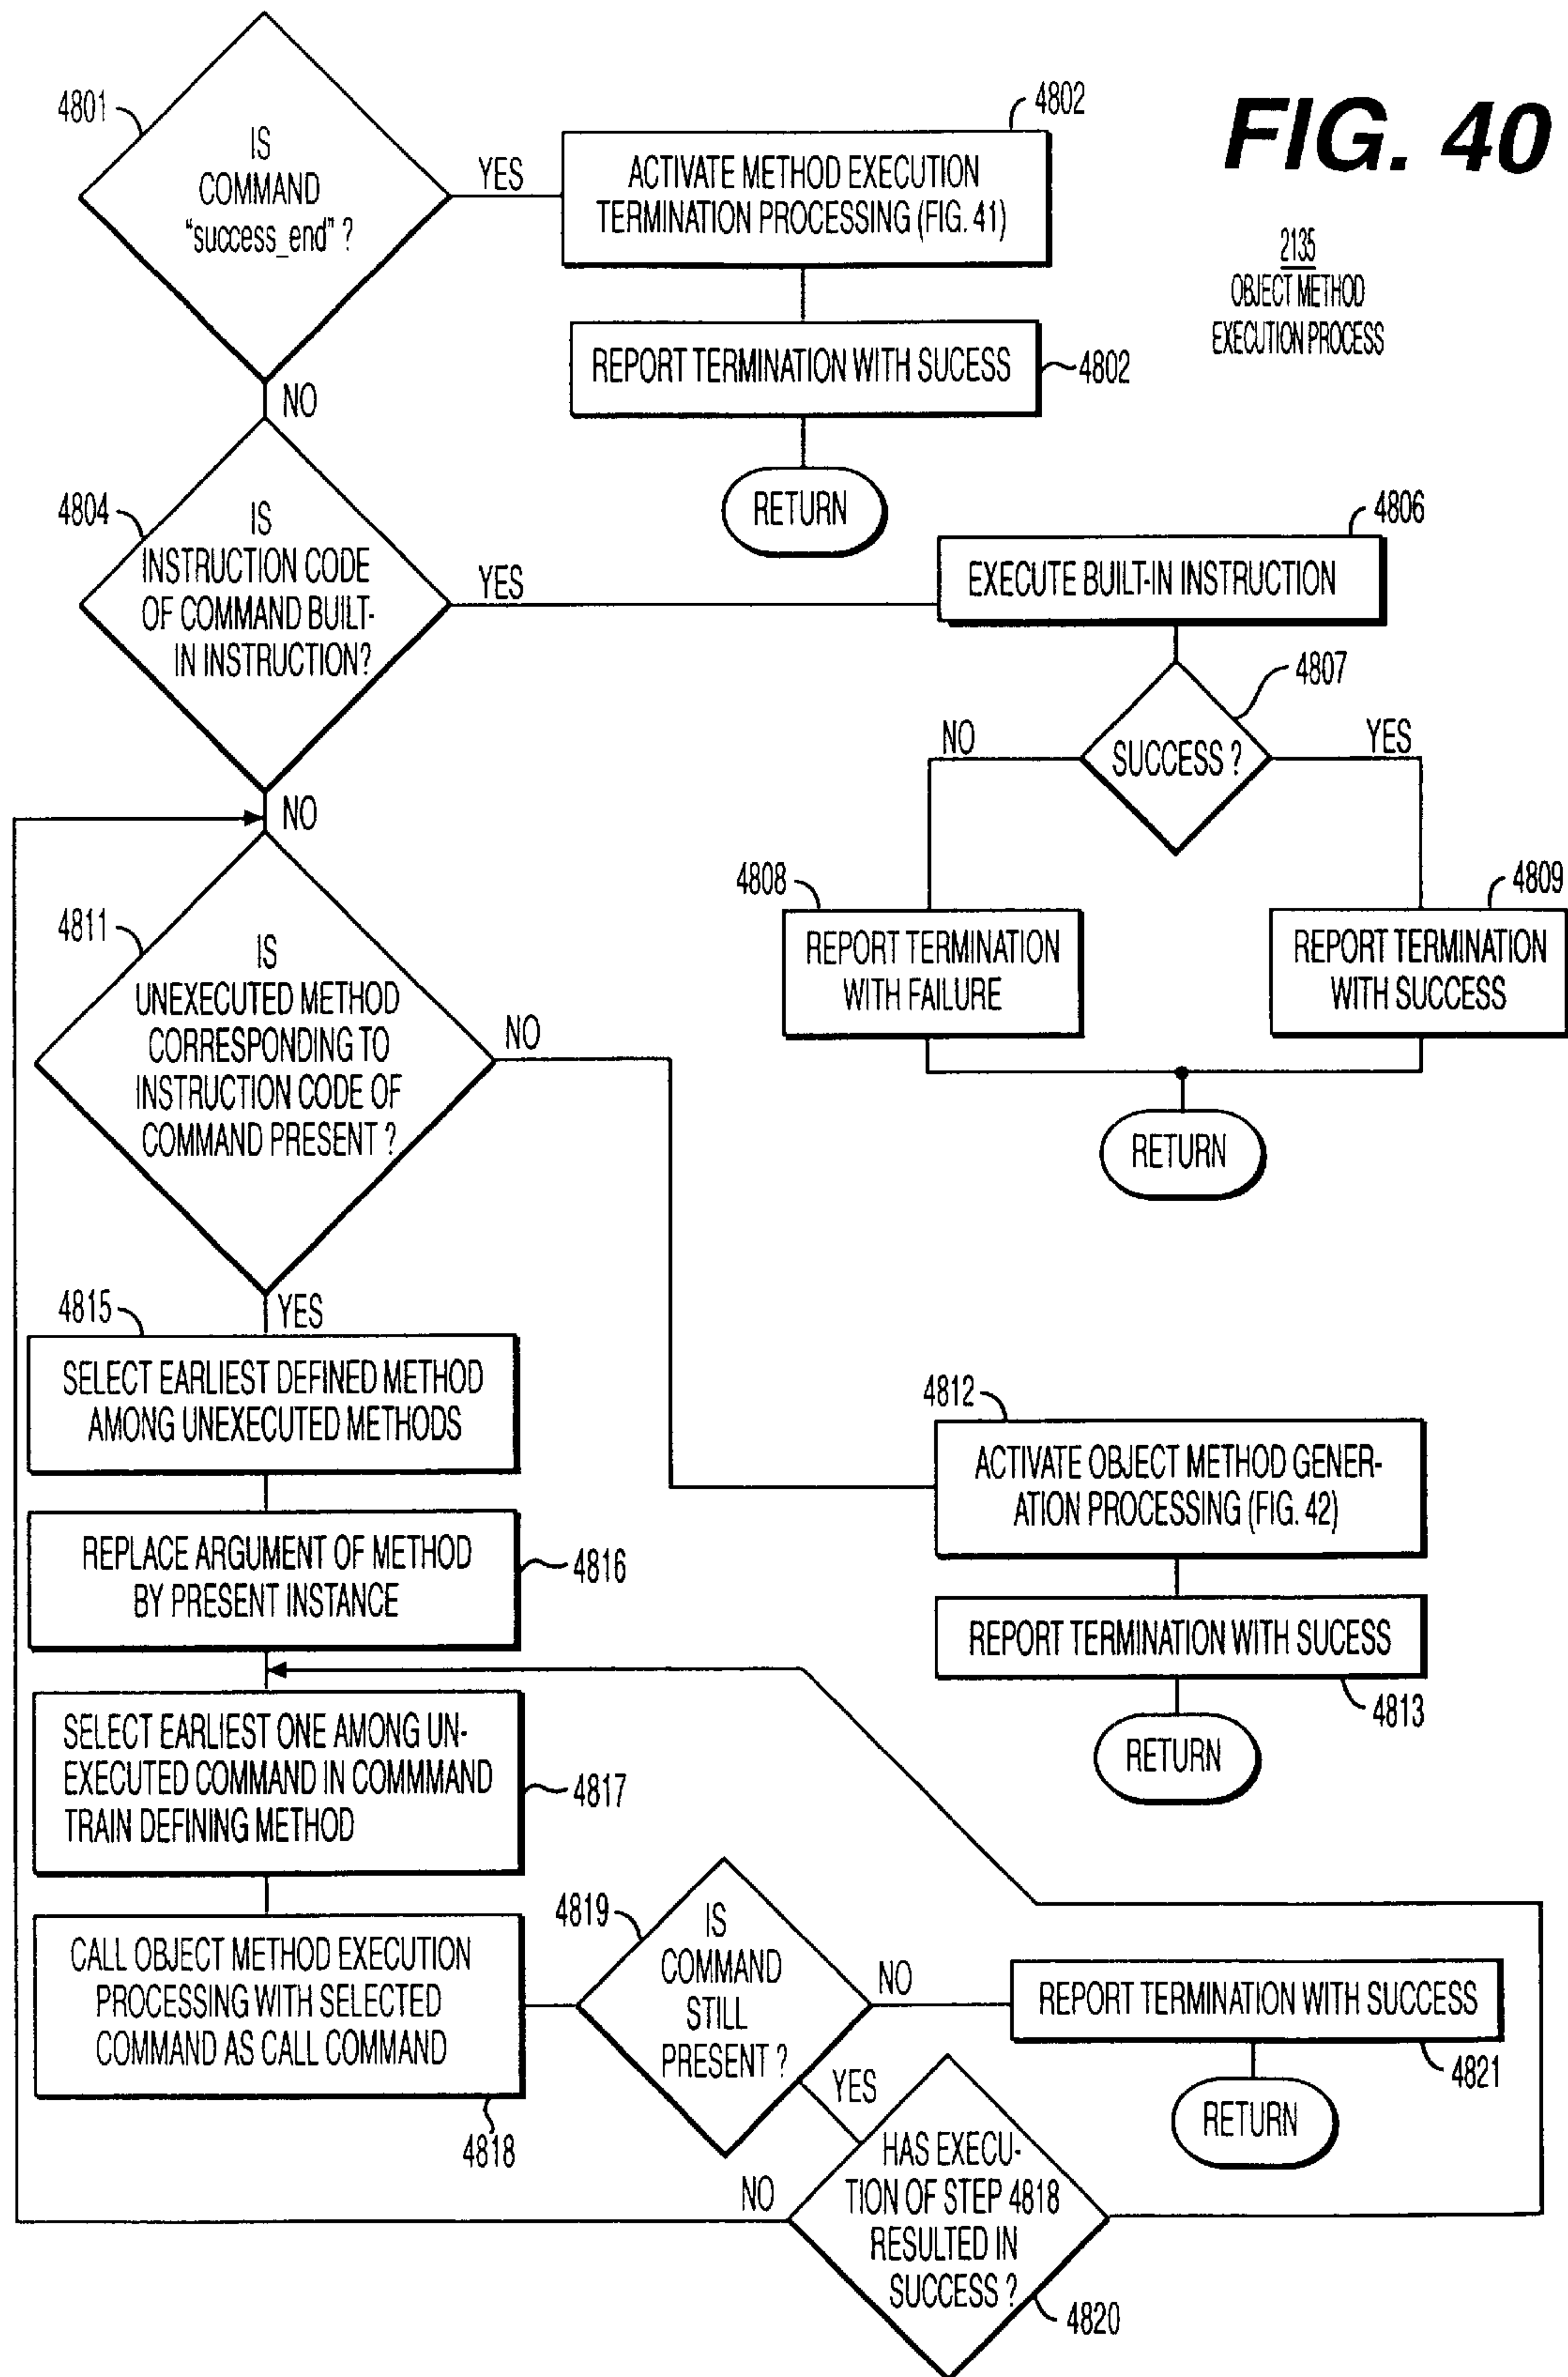 FIG. 40
2135
OBJECT METHOD
EXECUTION PROCESS
4801
IS
COMMAND
"success_end" ?
YES
4802
ACTIVATE METHOD EXECUTION
TERMINATION PROCESSING (FIG. 41)
REPORT TERMINATION WITH SUCESS
4802
RETURN
NO
4804
IS
INSTRUCTION CODE
OF COMMAND BUILT-
IN INSTRUCTION?
YES
4806
EXECUTE BUILT-IN INSTRUCTION
4807
SUCCESS ?
NO
YES
4808
REPORT TERMINATION
WITH FAILURE
4809
REPORT TERMINATION
WITH SUCCESS
RETURN
NO
4811
IS
UNEXECUTED METHOD
CORRESPONDING TO
INSTRUCTION CODE OF
COMMAND PRESENT ?
NO
4812
ACTIVATE OBJECT METHOD GENER-
ATION PROCESSING (FIG. 42)
REPORT TERMINATION WITH SUCESS
4813
RETURN
YES
4815
SELECT EARLIEST DEFINED METHOD
AMONG UNEXECUTED METHODS
REPLACE ARGUMENT OF METHOD
BY PRESENT INSTANCE
4816
SELECT EARLIEST ONE AMONG UN-
EXECUTED COMMAND IN COMMMAND
TRAIN DEFINING METHOD
4817
CALL OBJECT METHOD EXECUTION
PROCESSING WITH SELECTED
COMMAND AS CALL COMMAND
4818
4819
IS
COMMAND
STILL
PRESENT ?
NO
REPORT TERMINATION WITH SUCCESS
4821
RETURN
YES
HAS EXECU-
TION OF STEP 4818
RESULTED IN
SUCCESS ?
4820
NO